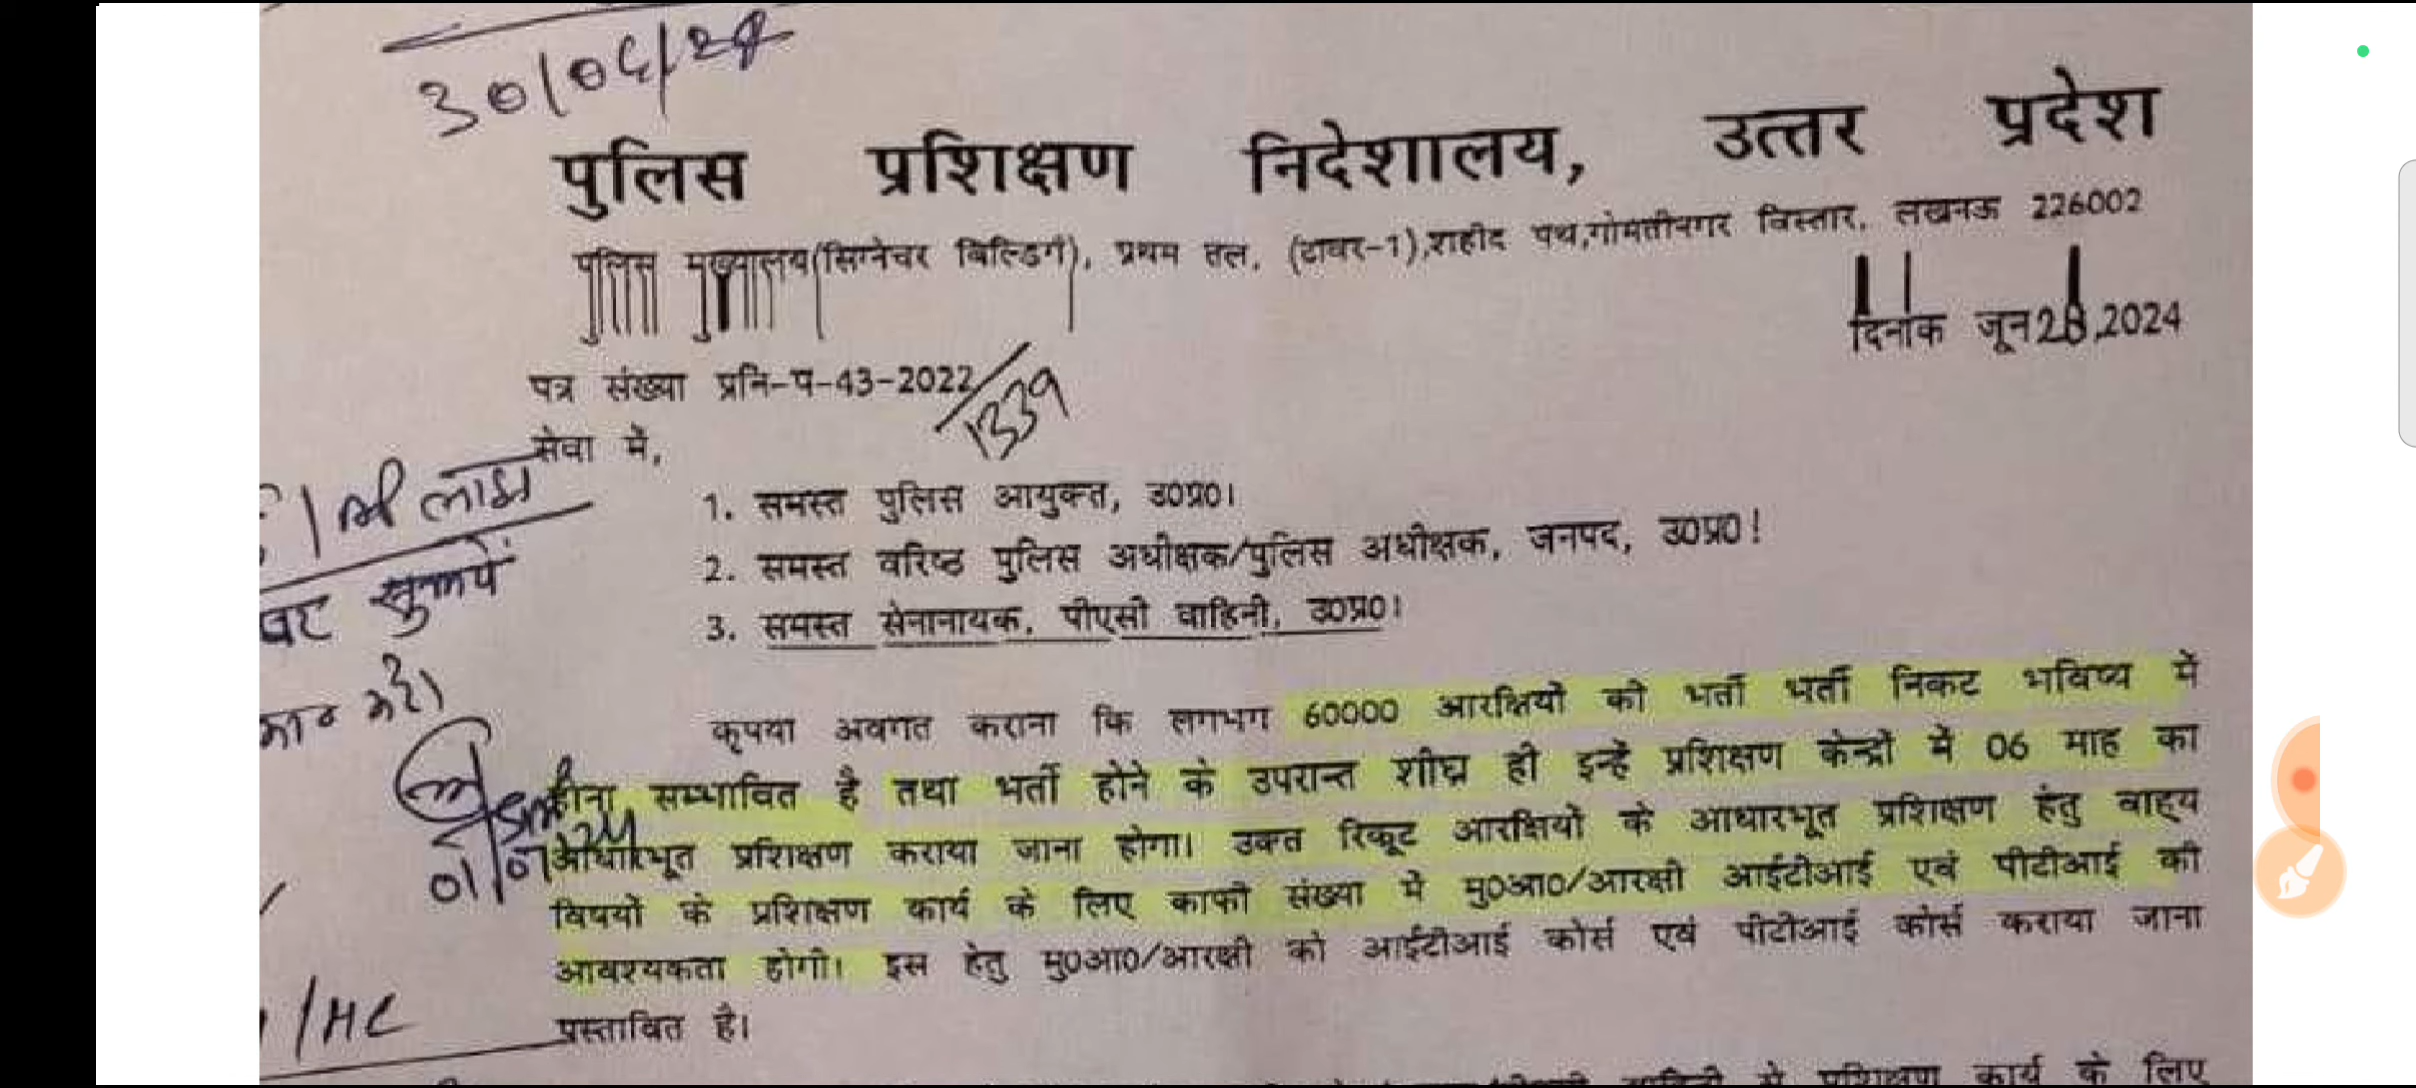 30/06/24
पुलिस प्रशिक्षण निदेशालय, उत्तर प्रदेश
पुलिस मुख्यालय(सिग्नेचर बिल्डिंग), प्रथम तल, (टावर-1),शहीद पथ,गोमतीनगर विस्तार, लखनऊ 226002
दिनांक जून28,2024
पत्र संख्या प्रनि-प-43-2022/1339
सेवा में,
1. समस्त पुलिस आयुक्त, उ0प्र0।
2. समस्त वरिष्ठ पुलिस अधीक्षक/पुलिस अधीक्षक, जनपद, उ0प्र0!
3. समस्त सेनानायक, पीएसी वाहिनी, उ0प्र0।
कृपया अवगत कराना कि लगभग 60000 आरक्षियों की भर्ती भर्ती निकट भविष्य में
होना सम्भावित है तथा भर्ती होने के उपरान्त शीघ्र ही इन्हें प्रशिक्षण केन्द्रों में 06 माह का
आधारभूत प्रशिक्षण कराया जाना होगा। उक्त रिक्रूट आरक्षियों के आधारभूत प्रशिक्षण हेतु वाह्य
विषयों के प्रशिक्षण कार्य के लिए काफी संख्या में मु0आ0/आरक्षी आईटीआई एवं पीटीआई की
आवश्यकता होगी। इस हेतु मु0आ0/आरक्षी को आईटीआई कोर्स एवं पीटीआई कोर्स कराया जाना
प्रस्तावित है।
/HC
में प्रशिक्षण कार्य के लिए